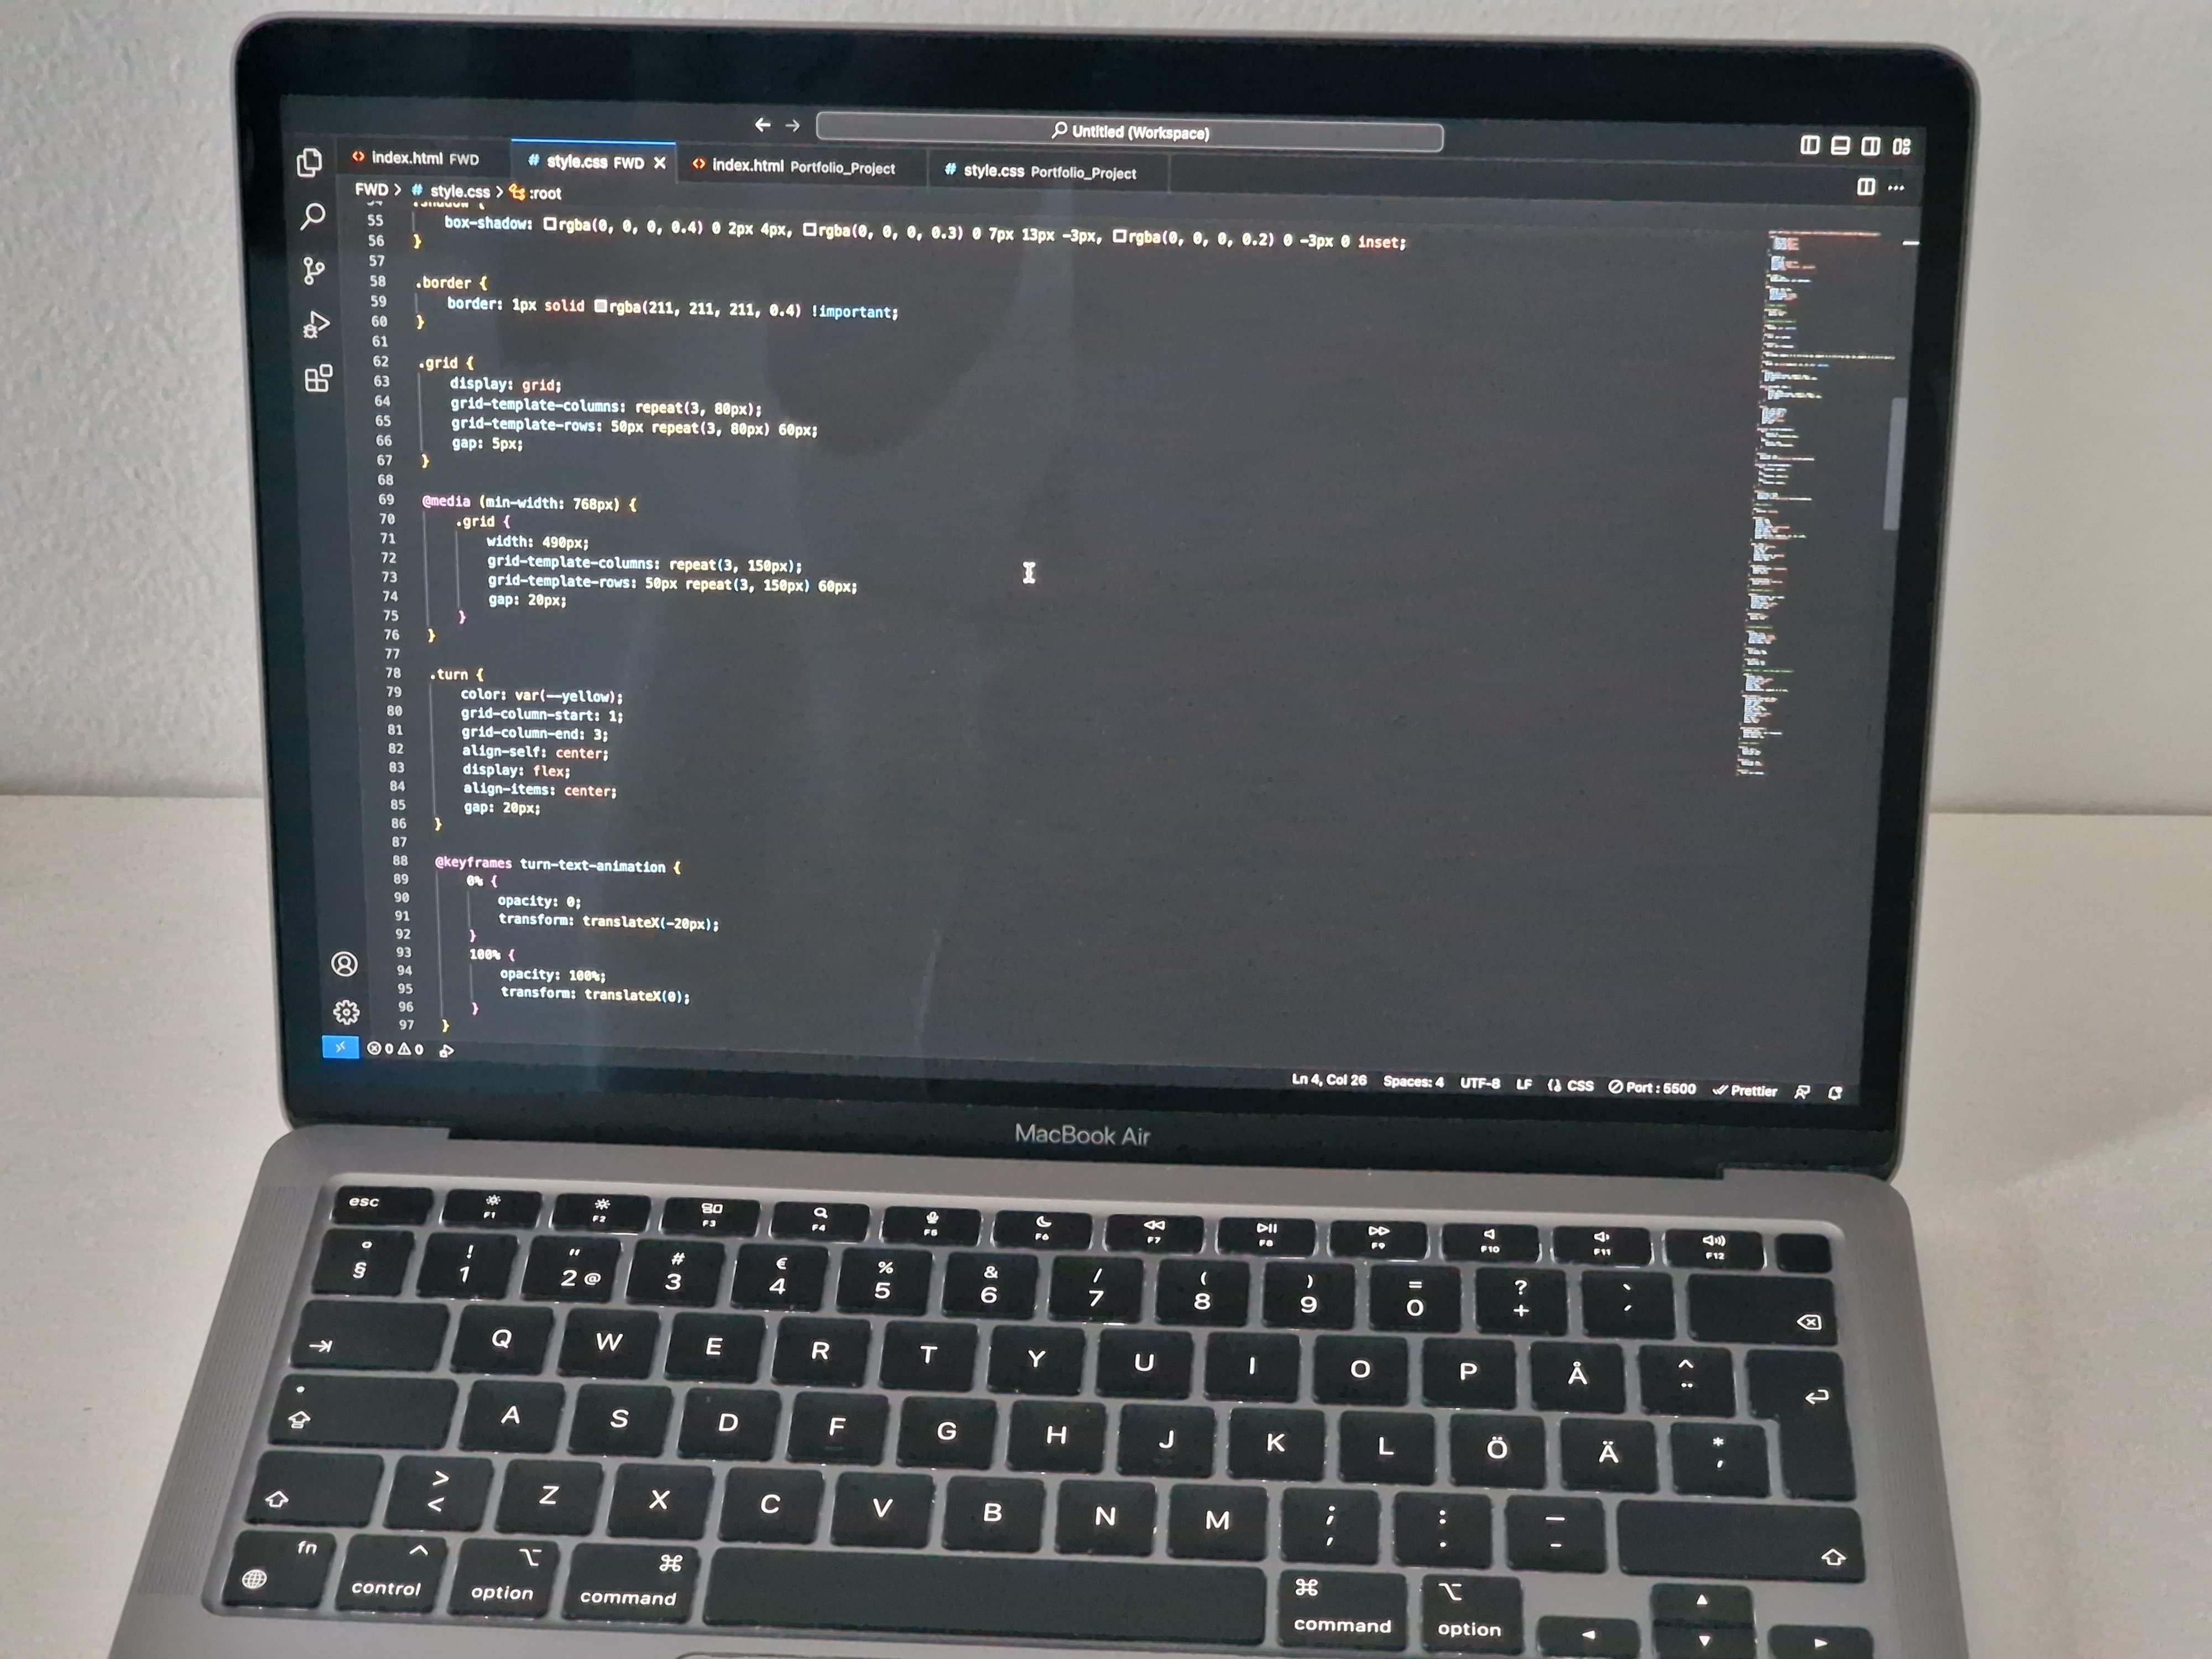 Untitled (Workspace)
index.html FWD
# style.css FWD
index.html Portfolio_Project
# style.css Portfolio_Project
FWD > # style.css > :root
54 .shadow {
55 box-shadow: rgba(0, 0, 0, 0.4) 0 2px 4px, rgba(0, 0, 0, 0.3) 0 7px 13px -3px, rgba(0, 0, 0, 0.2) 0 -3px 0 inset;
56 }
57
58 .border {
59 border: 1px solid rgba(211, 211, 211, 0.4) !important;
60 }
61
62 .grid {
63 display: grid;
64 grid-template-columns: repeat(3, 80px);
65 grid-template-rows: 50px repeat(3, 80px) 60px;
66 gap: 5px;
67 }
68
69 @media (min-width: 768px) {
70 .grid {
71 width: 490px;
72 grid-template-columns: repeat(3, 150px);
73 grid-template-rows: 50px repeat(3, 150px) 60px;
74 gap: 20px;
75 }
76 }
77
78 .turn {
79 color: var(--yellow);
80 grid-column-start: 1;
81 grid-column-end: 3;
82 align-self: center;
83 display: flex;
84 align-items: center;
85 gap: 20px;
86 }
87
88 @keyframes turn-text-animation {
89 0% {
90 opacity: 0;
91 transform: translateX(-20px);
92 }
93 100% {
94 opacity: 100%;
95 transform: translateX(0);
96 }
97 }
0 0
Ln 4, Col 26 Spaces: 4 UTF-8 LF CSS Port : 5500 Prettier
MacBook Air
esc F1 F2 F3 F4 F5 F6 F7 F8 F9 F10 F11 F12
° ! " # € % & / ( ) = ? `
§ 1 2 @ 3 4 5 6 7 8 9 0 + ´
Q W E R T Y U I O P Å ^ ¨
A S D F G H J K L Ö Ä * '
> < Z X C V B N M ; , : . _ -
fn control option command command option